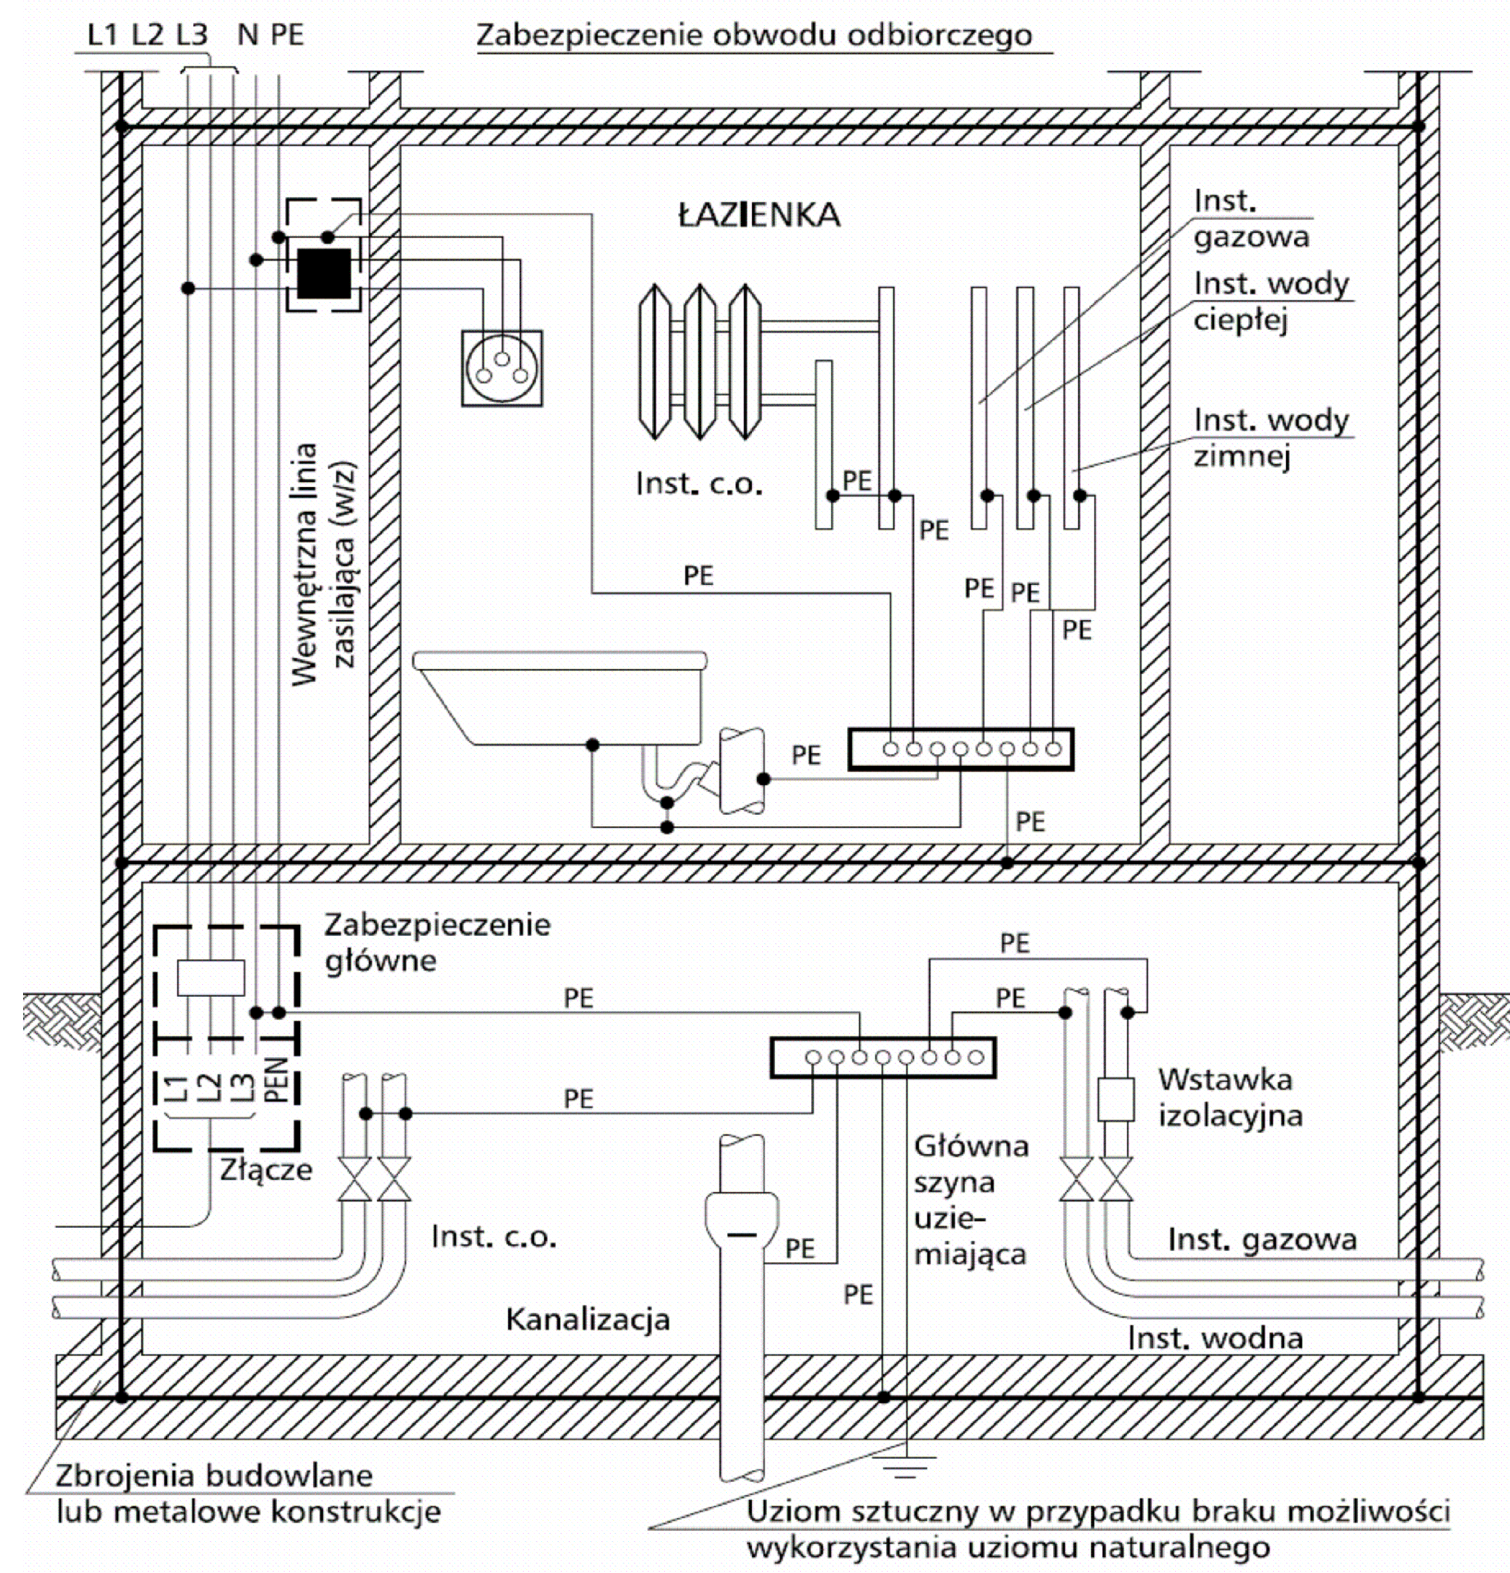 L1 L2 L3 N PE
Zabezpieczenie obwodu odbiorczego
ŁAZIENKA
Inst.
gazowa
Inst. wody
ciepłej
Inst. wody
zimnej
Wewnętrzna linia
zasilająca (w/z)
Inst. c.o.
PE
PE
PE
PE
PE
PE
PE
PE
Zabezpieczenie
główne
PE
PE
PE
L1
L2
L3
PEN
Złącze
PE
Wstawka
izolacyjna
Główna
szyna
uzie-
miająca
Inst. c.o.
PE
PE
Inst. gazowa
Kanalizacja
Inst. wodna
Zbrojenia budowlane
lub metalowe konstrukcje
Uziom sztuczny w przypadku braku możliwości
wykorzystania uziomu naturalnego